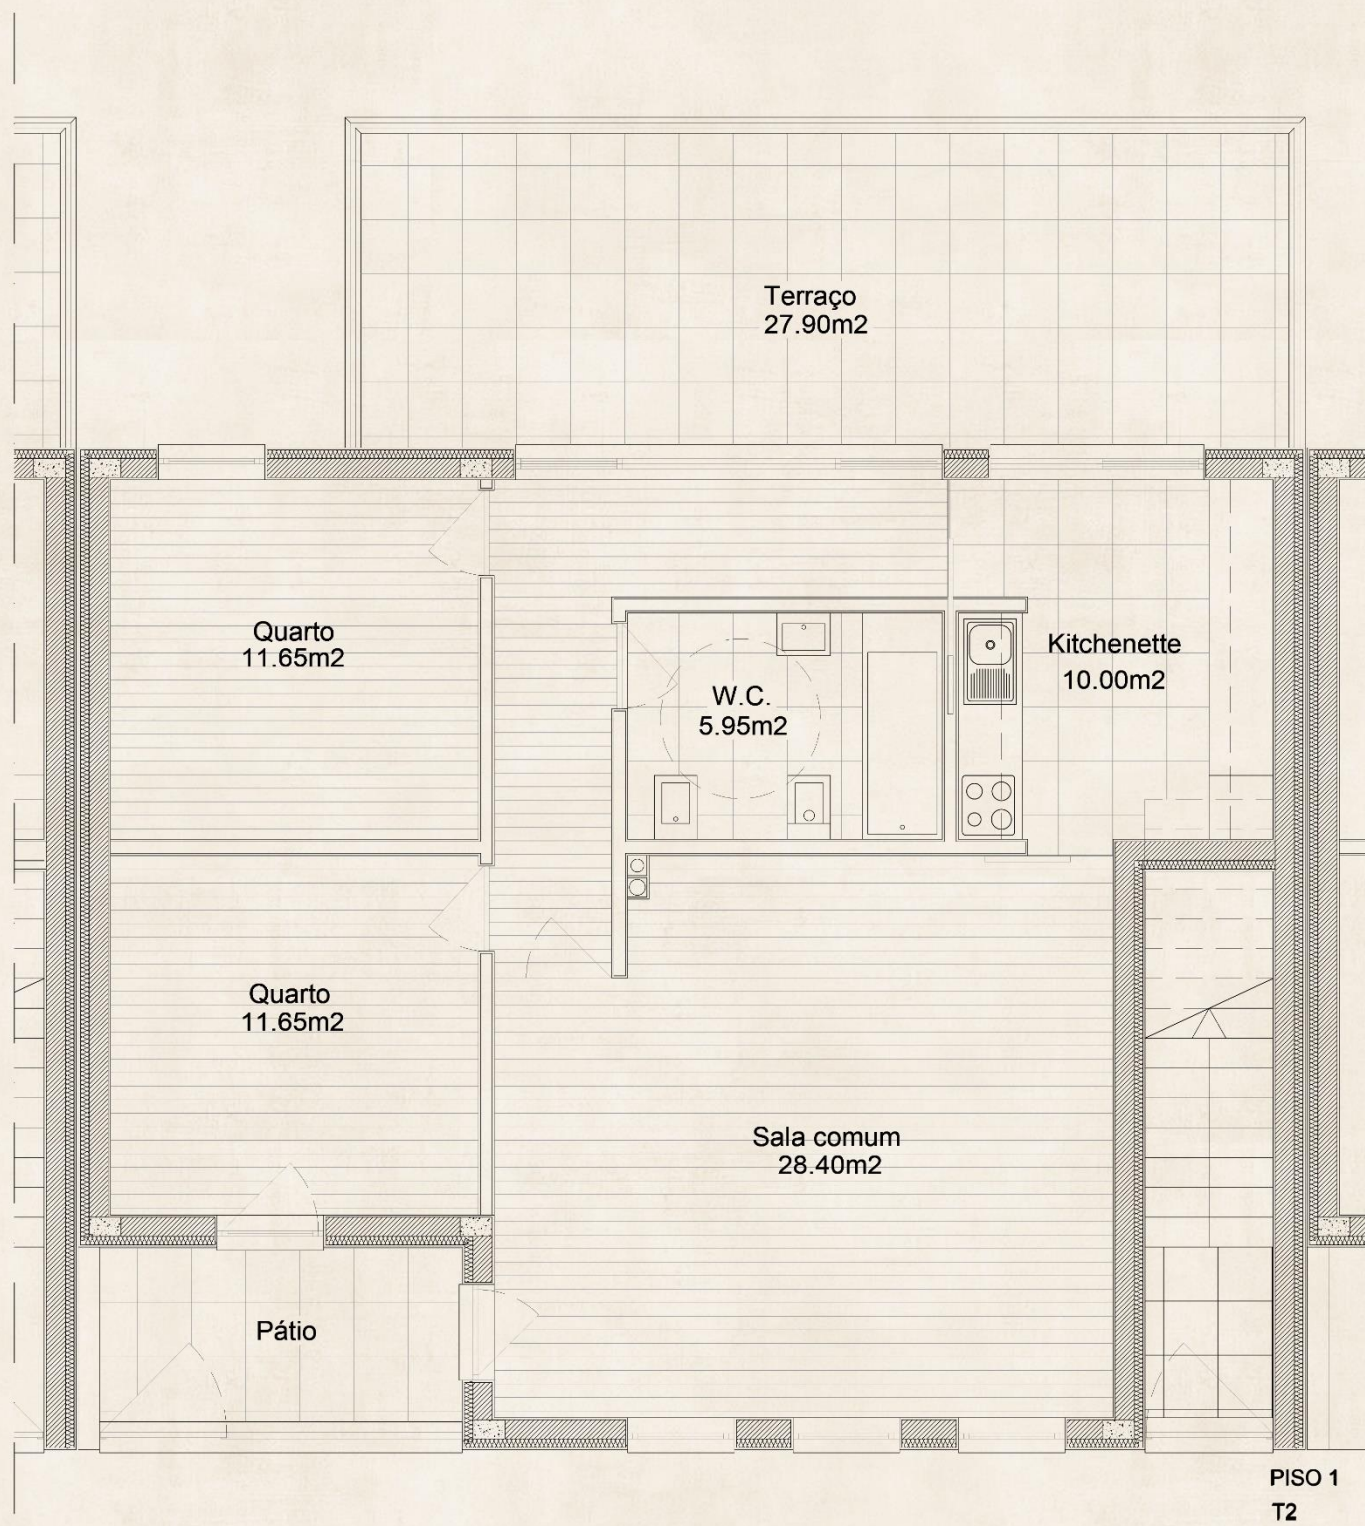 Terraço
27.90m2
Quarto
11.65m2
Kitchenette
10.00m2
W.C.
5.95m2
Quarto
11.65m2
Sala comum
28.40m2
Pátio
PISO 1
T2